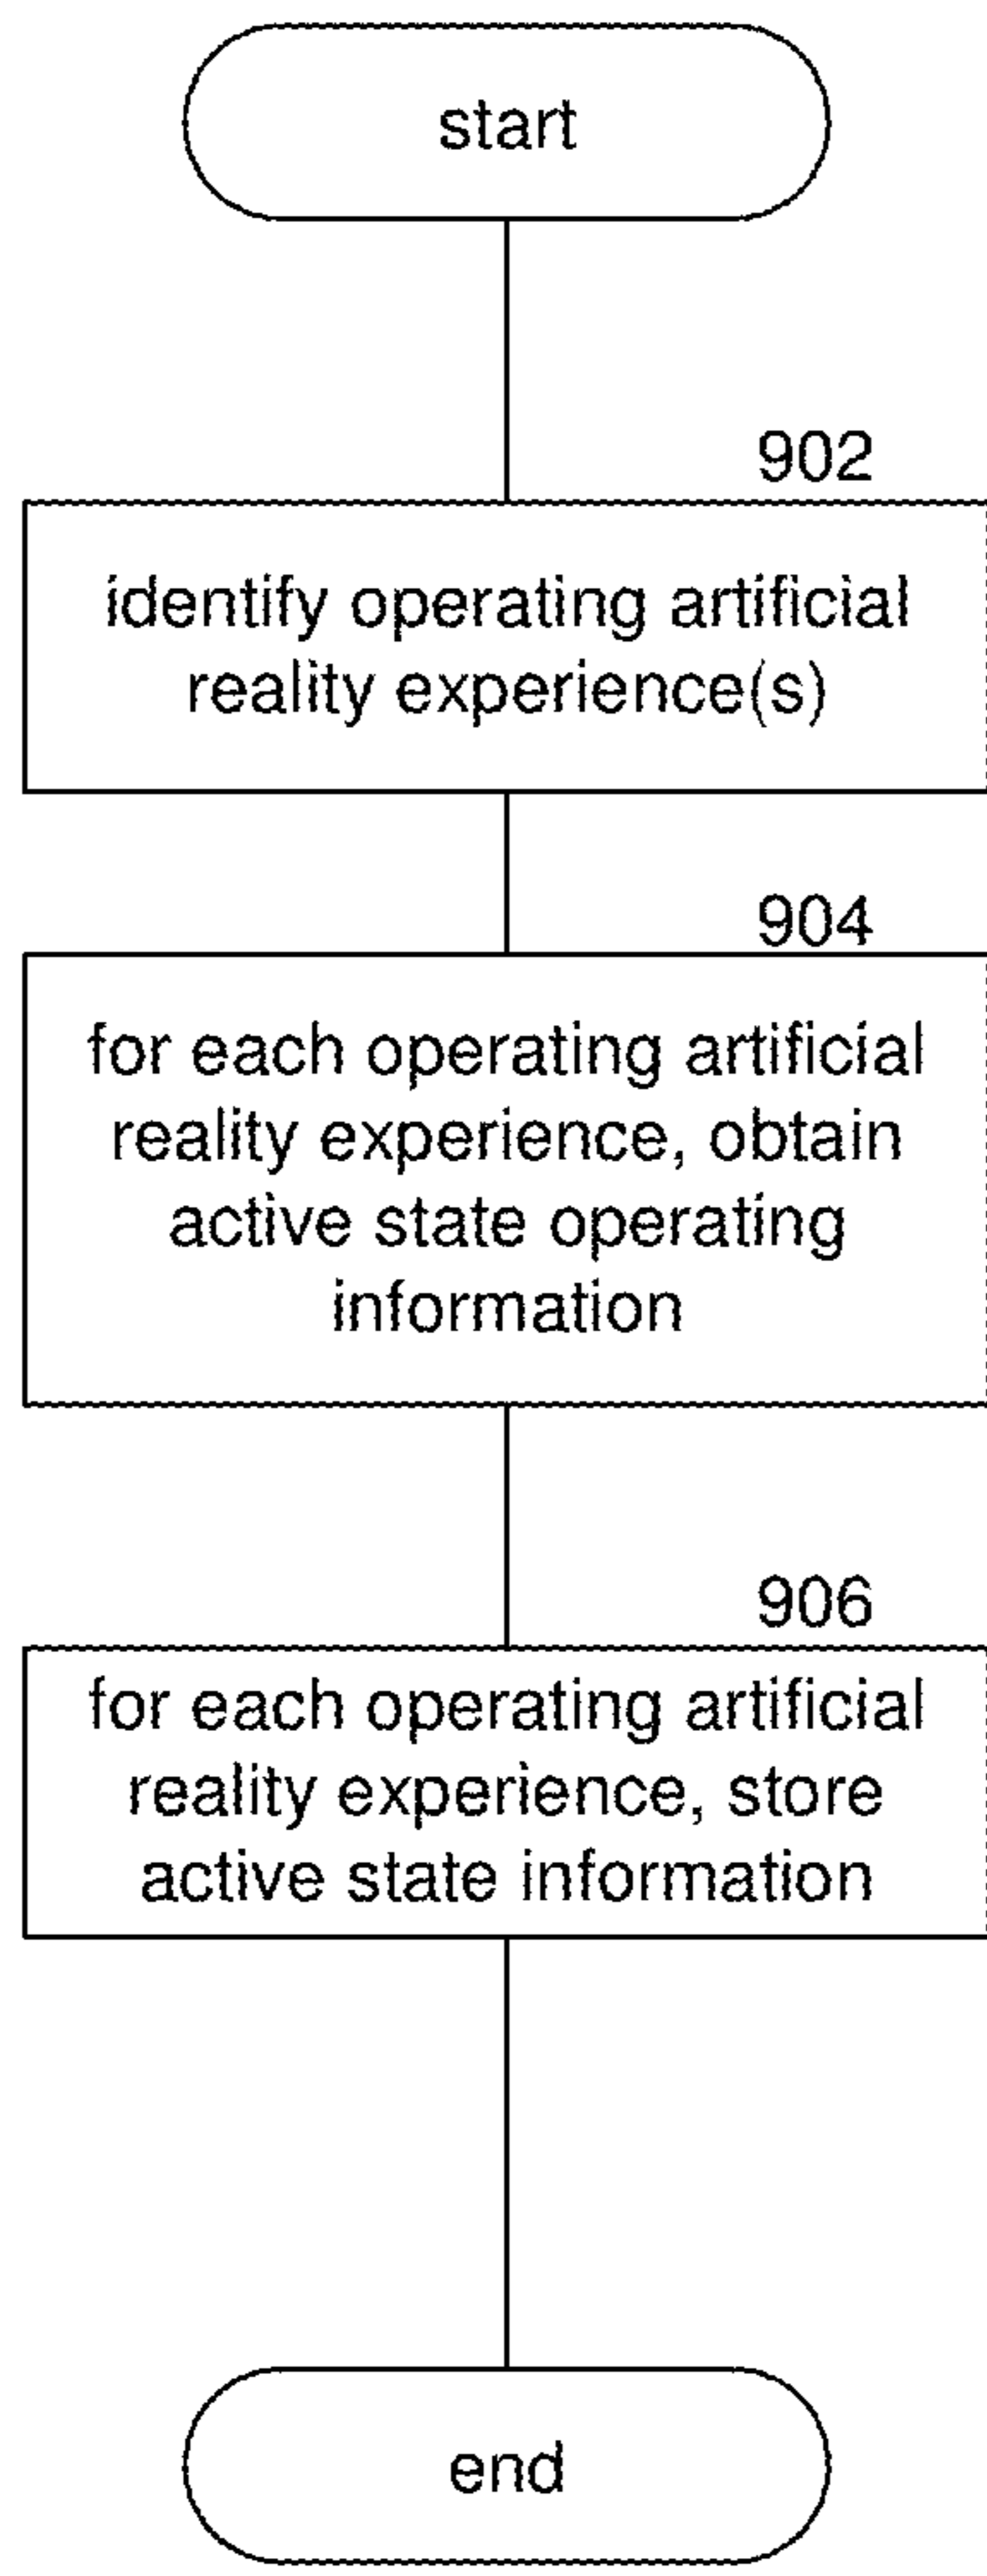 start
902
identify operating artificial
reality experience(s)
904
for each operating artificial
reality experience, obtain
active state operating
information
906
for each operating artificial
reality experience, store
active state information
end